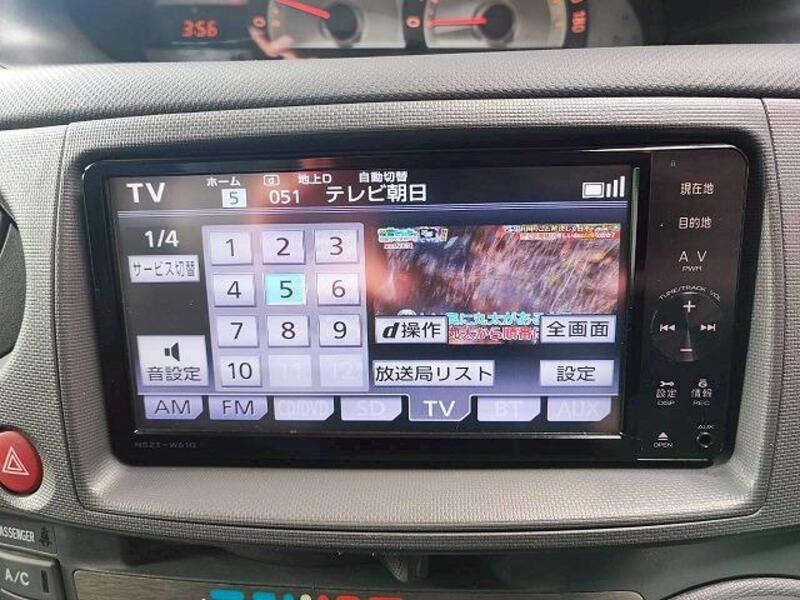 3:56
0
0
180
TV
ホーム d 地上D 自動切替
5 051 テレビ朝日
1/4
サービス切替
1 2 3
4 5 6
7 8 9
10 11 12
音設定
d操作
全画面
放送局リスト
設定
AM FM CD/DVD SD TV BT AUX
NSZT-W61G
現在地
目的地
∧ ∨
PWR
TUNE/TRACK VOL
+
−
設定 情報
DISP REC
AUX
OPEN
PASSENGER
A/C